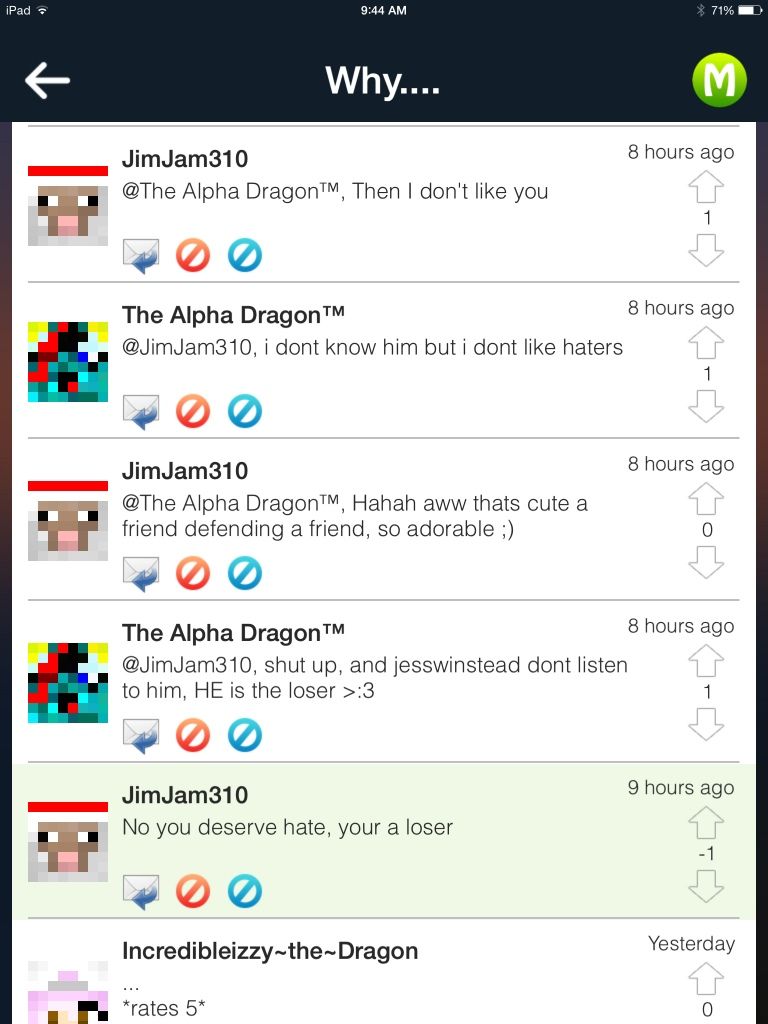 iPad 9:44 AM 71%
Why.... M
JimJam310 8 hours ago
@The Alpha Dragon™, Then I don't like you
1
The Alpha Dragon™ 8 hours ago
@JimJam310, i dont know him but i dont like haters
1
JimJam310 8 hours ago
@The Alpha Dragon™, Hahah aww thats cute a
friend defending a friend, so adorable ;)
0
The Alpha Dragon™ 8 hours ago
@JimJam310, shut up, and jesswinstead dont listen
to him, HE is the loser >:3
1
JimJam310 9 hours ago
No you deserve hate, your a loser
-1
Incredibleizzy~the~Dragon Yesterday
...
*rates 5*
0